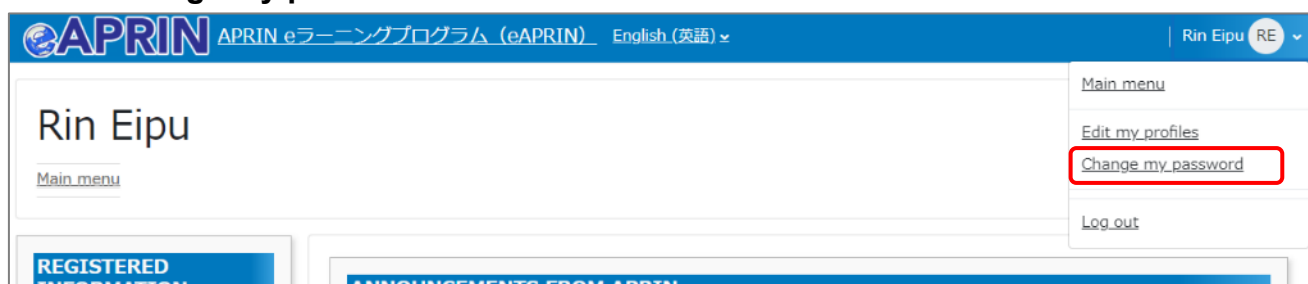 APRIN APRIN eラーニングプログラム（eAPRIN） English (英語) Rin Eipu RE
Main menu
Rin Eipu
Edit my profiles
Change my password
Main menu
Log out
REGISTERED